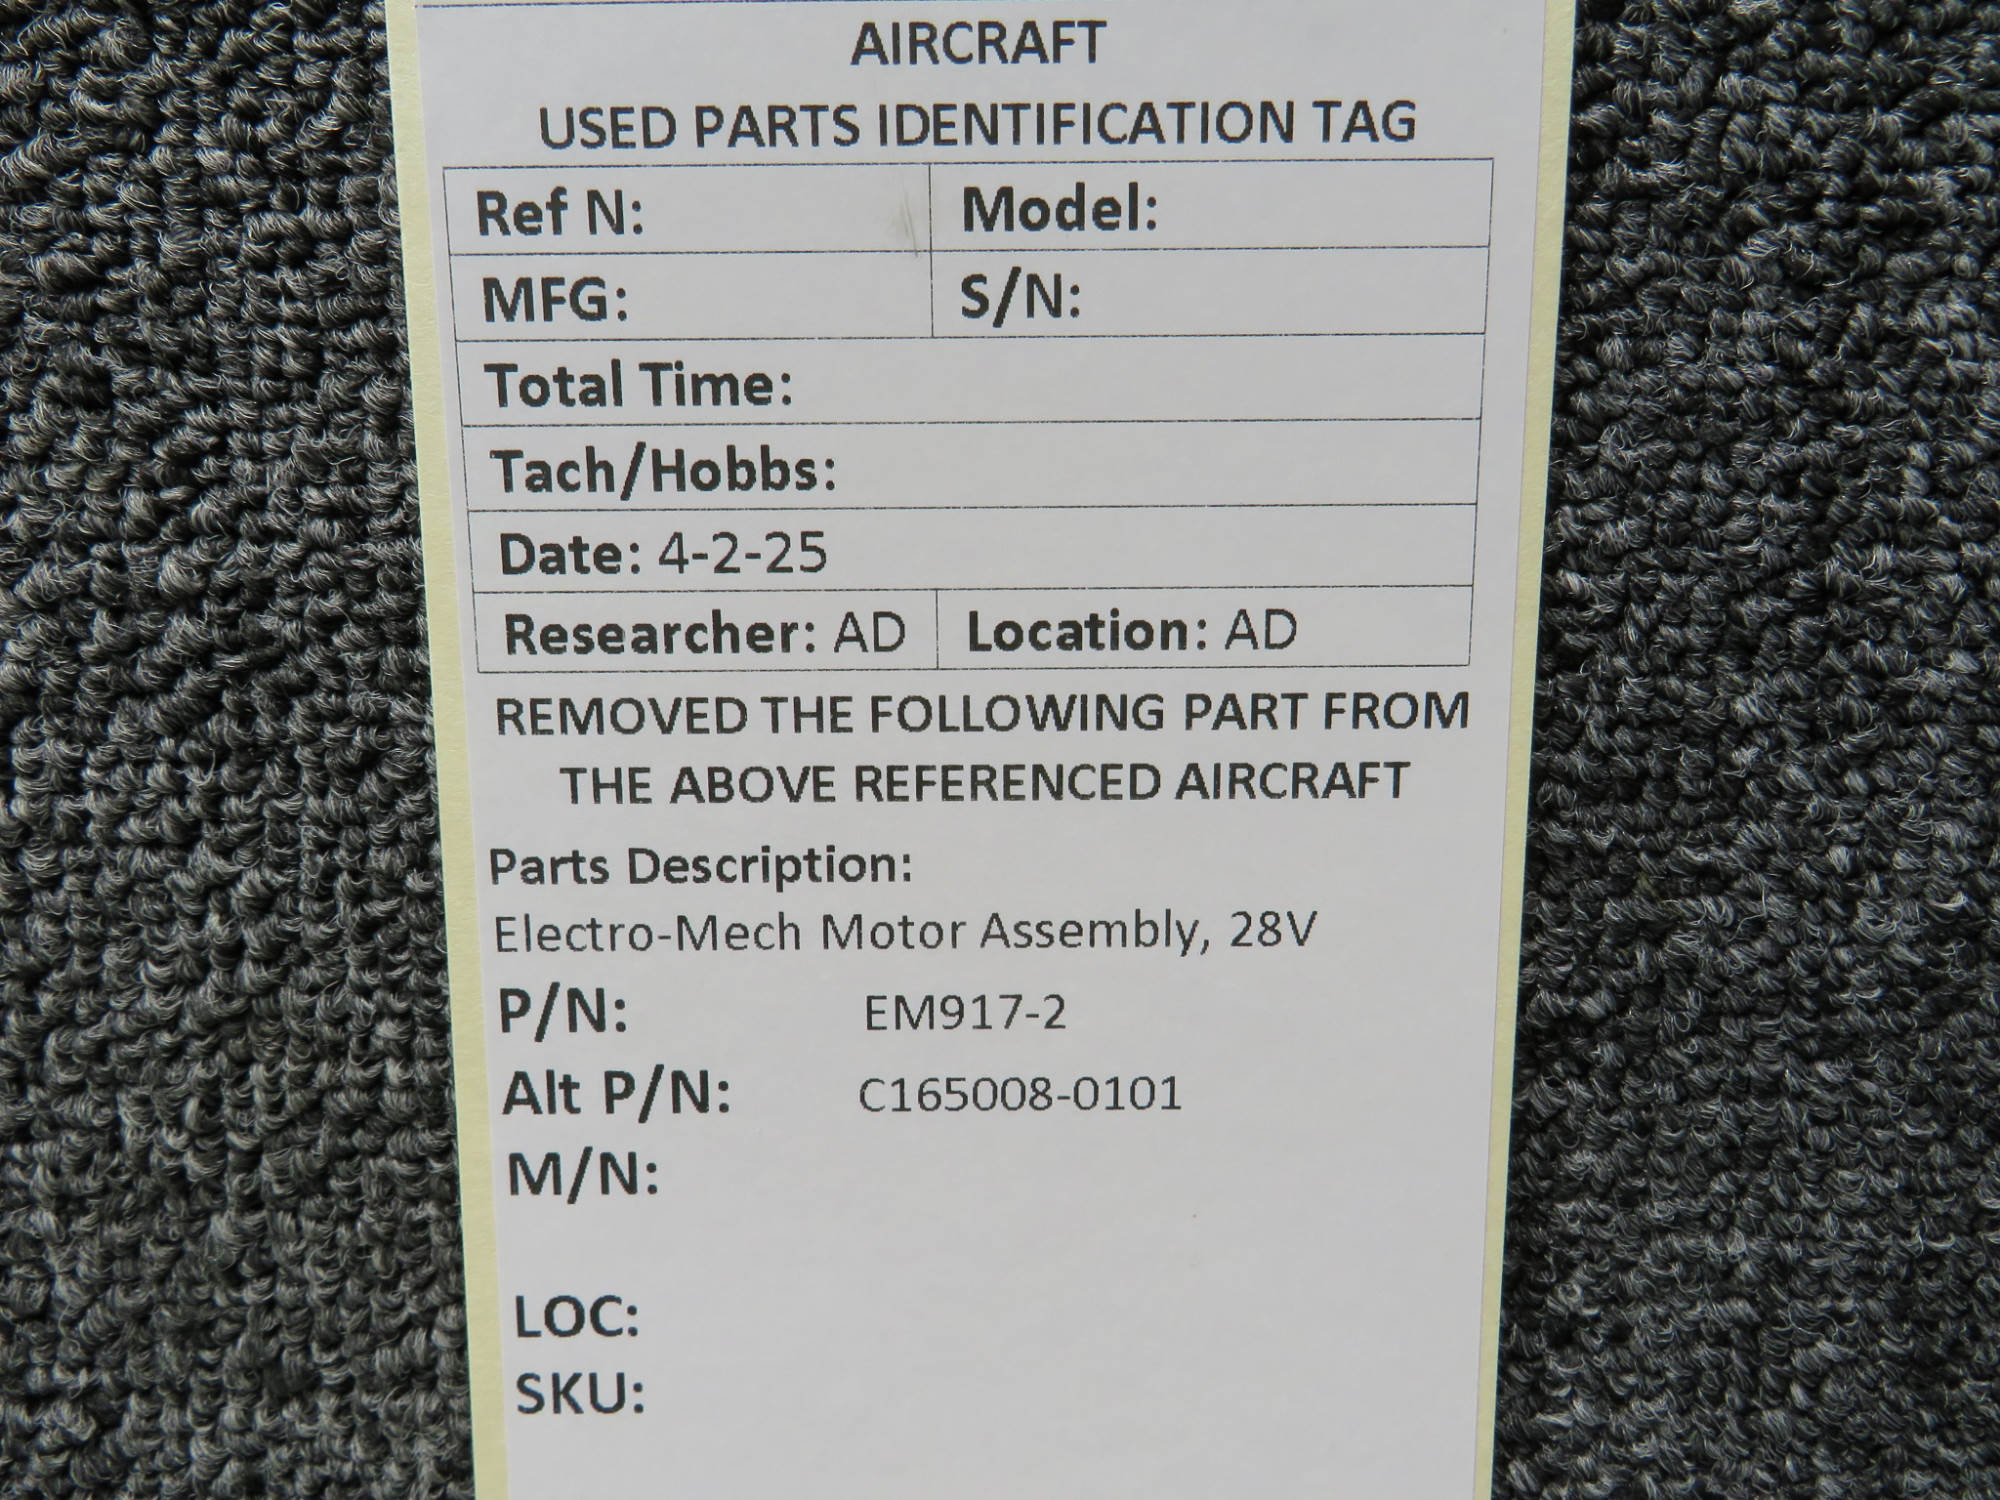 AIRCRAFT
USED PARTS IDENTIFICATION TAG
Ref N: Model:
MFG: S/N:
Total Time:
Tach/Hobbs:
Date: 4-2-25
Researcher: AD Location: AD
REMOVED THE FOLLOWING PART FROM
THE ABOVE REFERENCED AIRCRAFT
Parts Description:
Electro-Mech Motor Assembly, 28V
P/N: EM917-2
Alt P/N: C165008-0101
M/N:
LOC:
SKU: